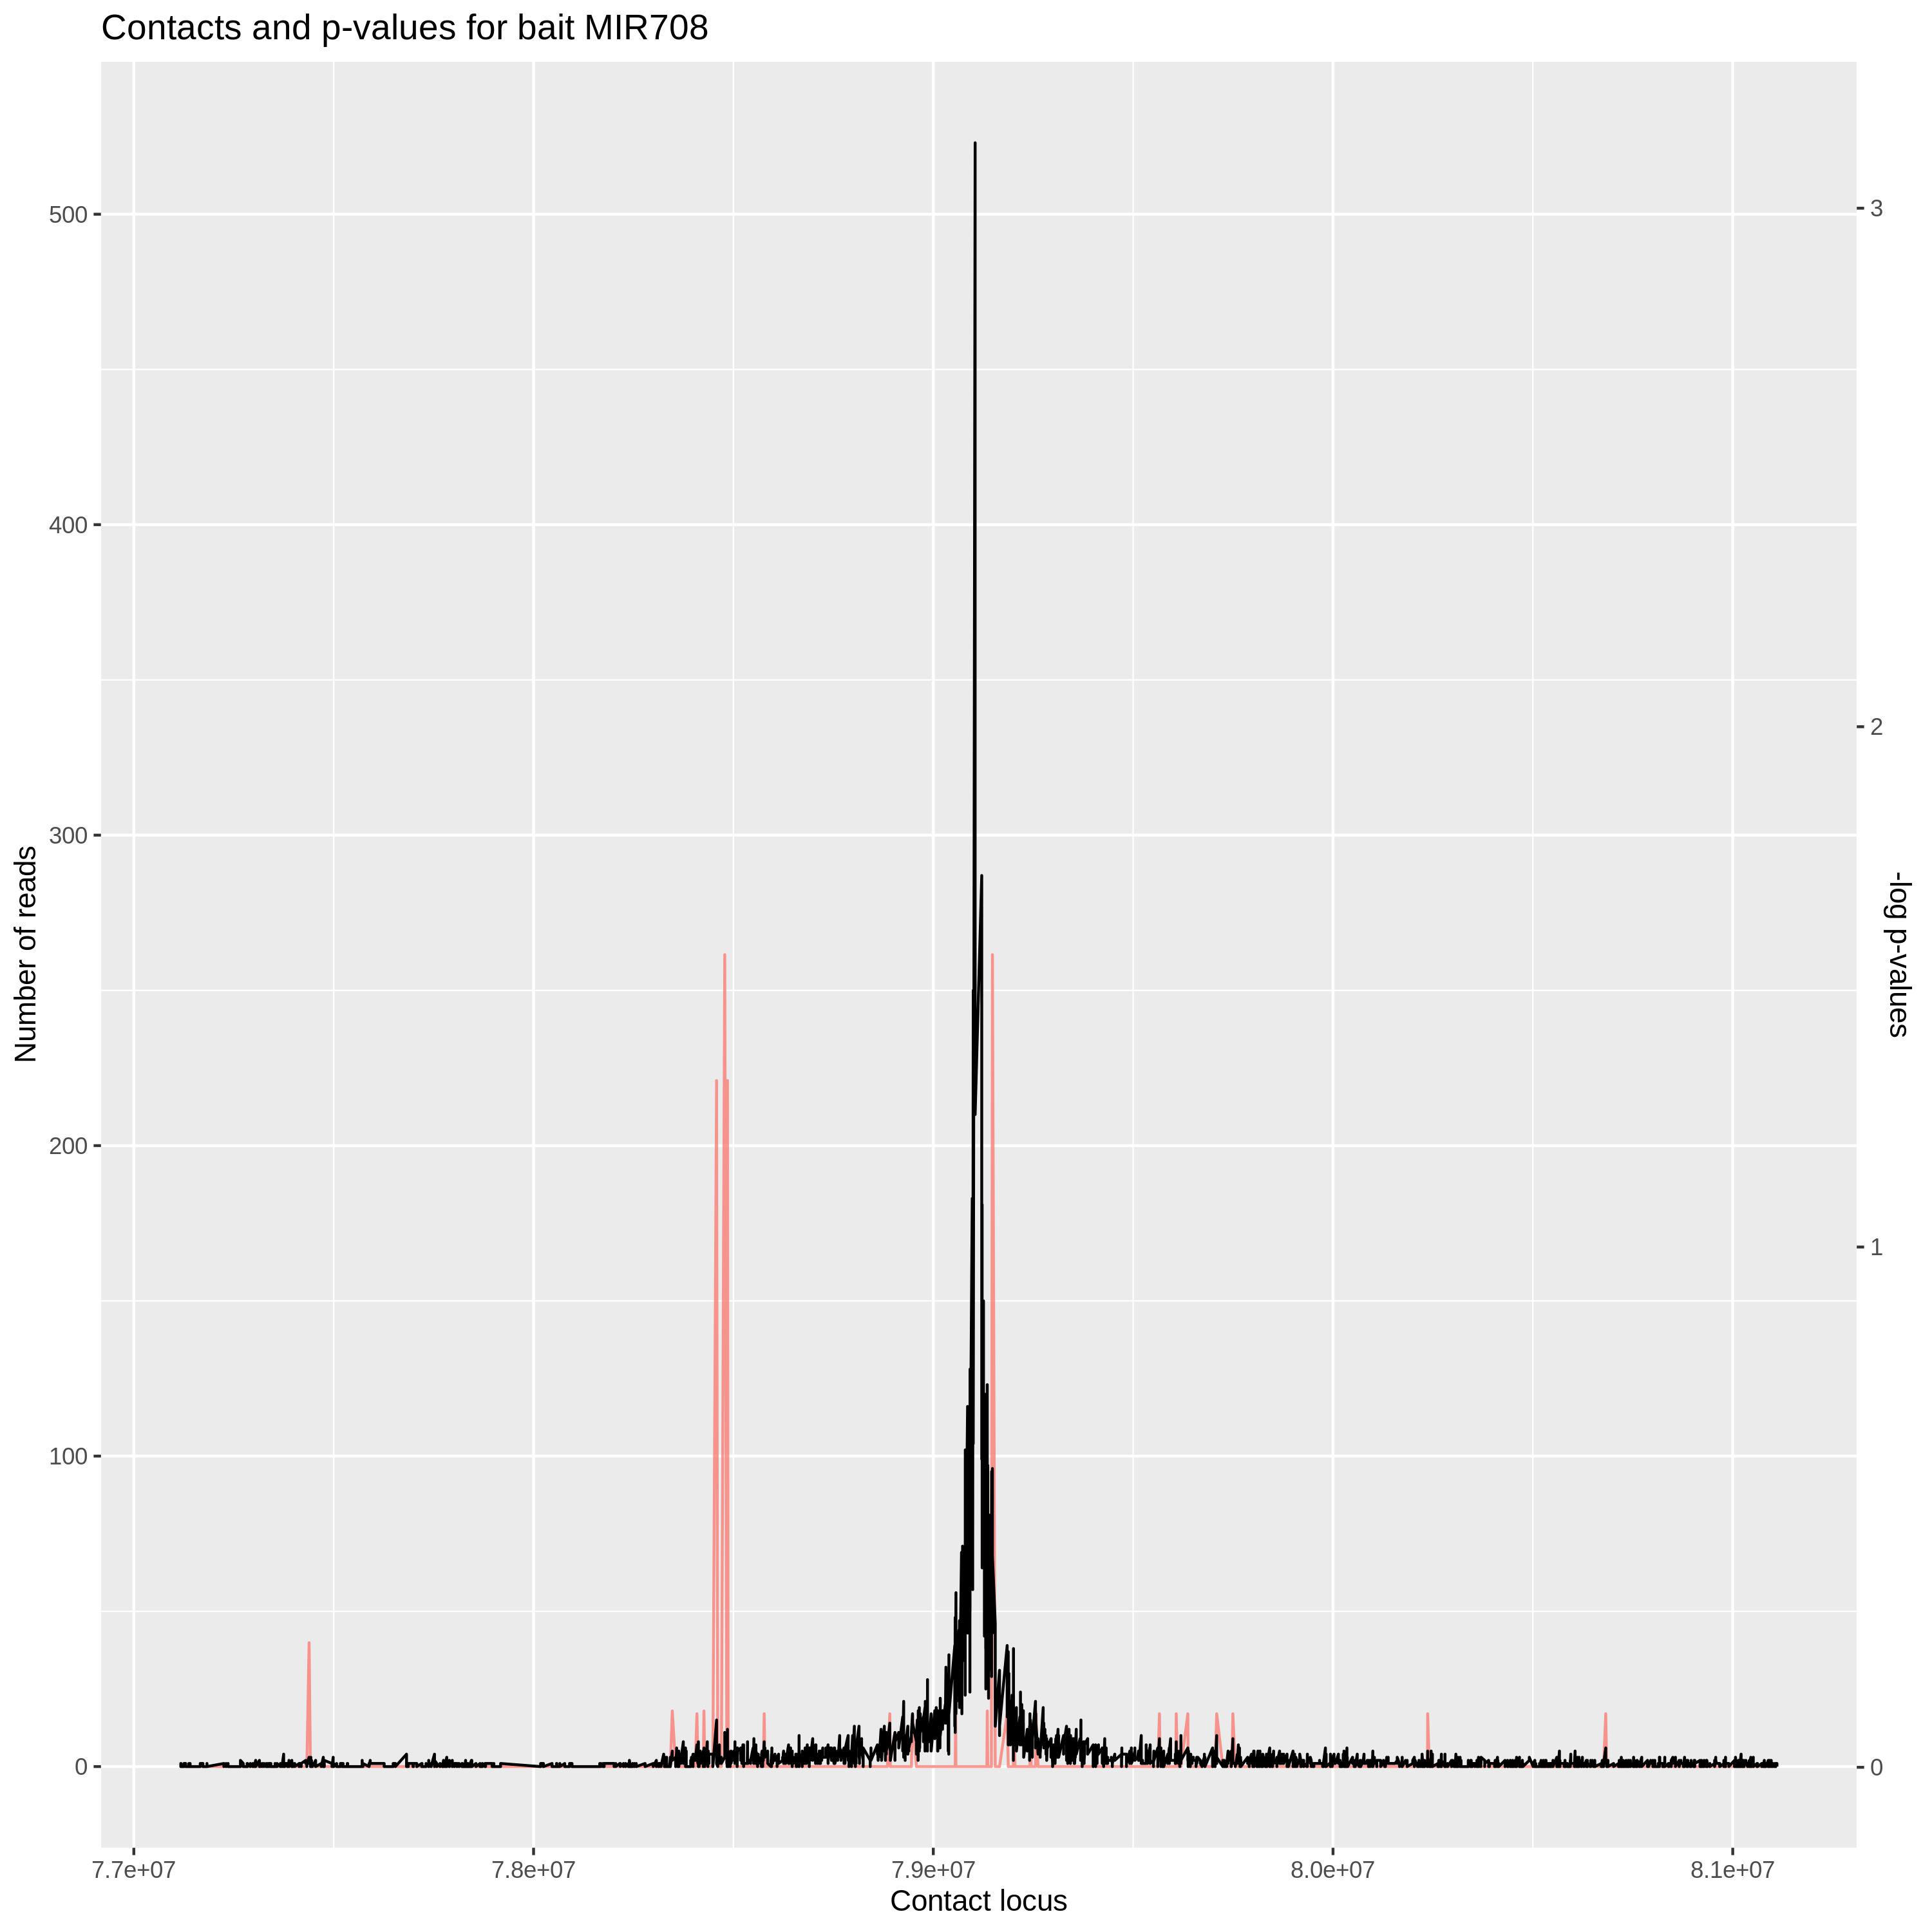 Contacts and p-values for bait MIR708
500
400
300
200
100
0
Number of reads
3
2
1
0
-log p-values
7.7e+07 7.8e+07 7.9e+07 8.0e+07 8.1e+07
Contact locus